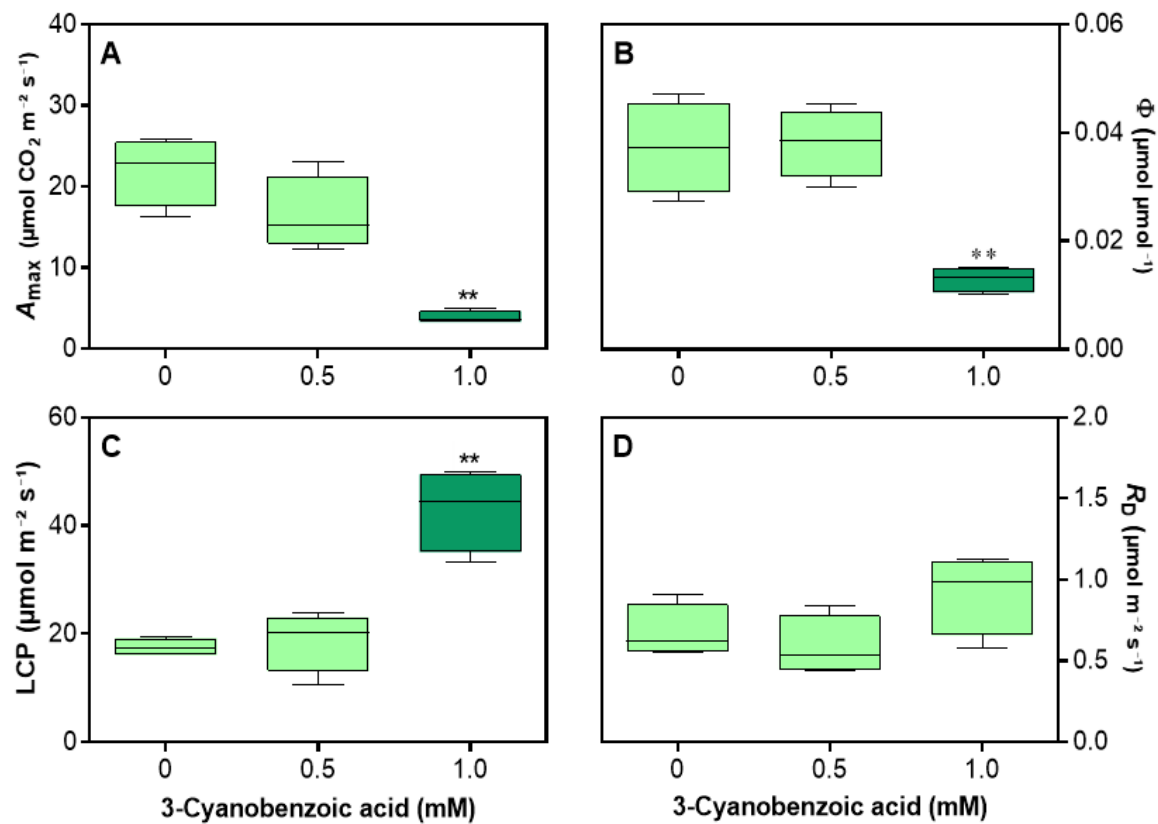 A
A_max (µmol CO₂ m⁻² s⁻¹)
40
30
20
10
0
**
0 0.5 1.0
B
Φ (µmol µmol⁻¹)
0.06
0.04
0.02
0.00
**
0 0.5 1.0
C
LCP (µmol m⁻² s⁻¹)
60
40
20
0
**
0 0.5 1.0
3-Cyanobenzoic acid (mM)
D
R_D (µmol m⁻² s⁻¹)
2.0
1.5
1.0
0.5
0.0
0 0.5 1.0
3-Cyanobenzoic acid (mM)